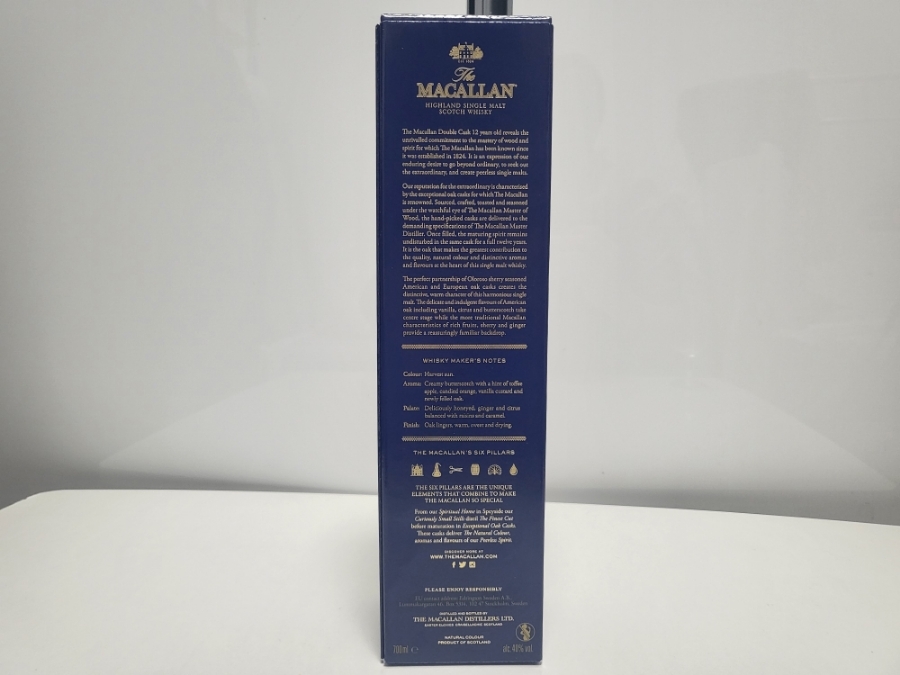 EST. 1824
The
MACALLAN
HIGHLAND SINGLE MALT
SCOTCH WHISKY
The Macallan Double Cask 12 years old reveals the
unrivalled commitment to the mastery of wood and
spirit for which The Macallan has been known since
it was established in 1824. It is an expression of our
enduring desire to go beyond ordinary, to seek out
the extraordinary, and create peerless single malts.
Our reputation for the extraordinary is characterised
by the exceptional oak casks for which The Macallan
is renowned. Sourced, crafted, toasted and seasoned
under the watchful eye of The Macallan Master of
Wood, the hand-picked casks are delivered to the
demanding specifications of The Macallan Master
Distiller. Once filled, the maturing spirit remains
undisturbed in the same cask for a full twelve years.
It is the oak that makes the greatest contribution to
the quality, natural colour and distinctive aromas
and flavours at the heart of this single malt whisky.
The perfect partnership of Oloroso sherry seasoned
American and European oak casks creates the
distinctive, warm character of this harmonious single
malt. The delicate and indulgent flavours of American
oak including vanilla, citrus and butterscotch take
centre stage while the more traditional Macallan
characteristics of rich fruits, sherry and ginger
provide a reassuringly familiar backdrop.
WHISKY MAKER'S NOTES
Colour: Harvest sun.
Aroma: Creamy butterscotch with a hint of toffee
apple, candied orange, vanilla custard and
newly felled oak.
Palate: Deliciously honeyed, ginger and citrus
balanced with raisins and caramel.
Finish: Oak lingers, warm, sweet and drying.
THE MACALLAN'S SIX PILLARS
THE SIX PILLARS ARE THE UNIQUE
ELEMENTS THAT COMBINE TO MAKE
THE MACALLAN SO SPECIAL
From our Spiritual Home in Speyside our
Curiously Small Stills distil The Finest Cut
before maturation in Exceptional Oak Casks.
These casks deliver The Natural Colour,
aromas and flavours of our Peerless Spirit.
DISCOVER MORE AT
WWW.THEMACALLAN.COM
PLEASE ENJOY RESPONSIBLY
DISTILLED AND BOTTLED BY
THE MACALLAN DISTILLERS LTD.
EASTER ELCHIES, CRAIGELLACHIE, SCOTLAND
NATURAL COLOUR
PRODUCT OF SCOTLAND
700ml e
alc. 40% vol